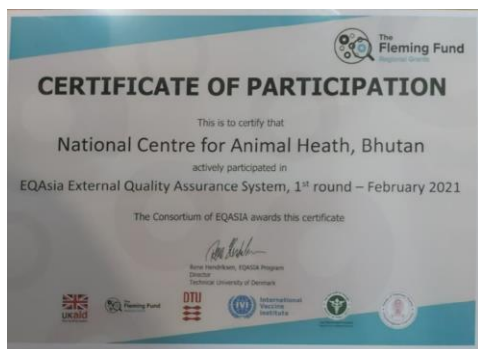 The
Fleming Fund
Regional Grants
CERTIFICATE OF PARTICIPATION
This is to certify that
National Centre for Animal Heath, Bhutan
actively participated in
EQAsia External Quality Assurance System, 1st round – February 2021
The Consortium of EQASIA awards this certificate
Rene Hendriksen, EQASIA Program
Director
Technical University of Denmark
UKaid
The
Fleming Fund
DTU
IVI
International
Vaccine
Institute